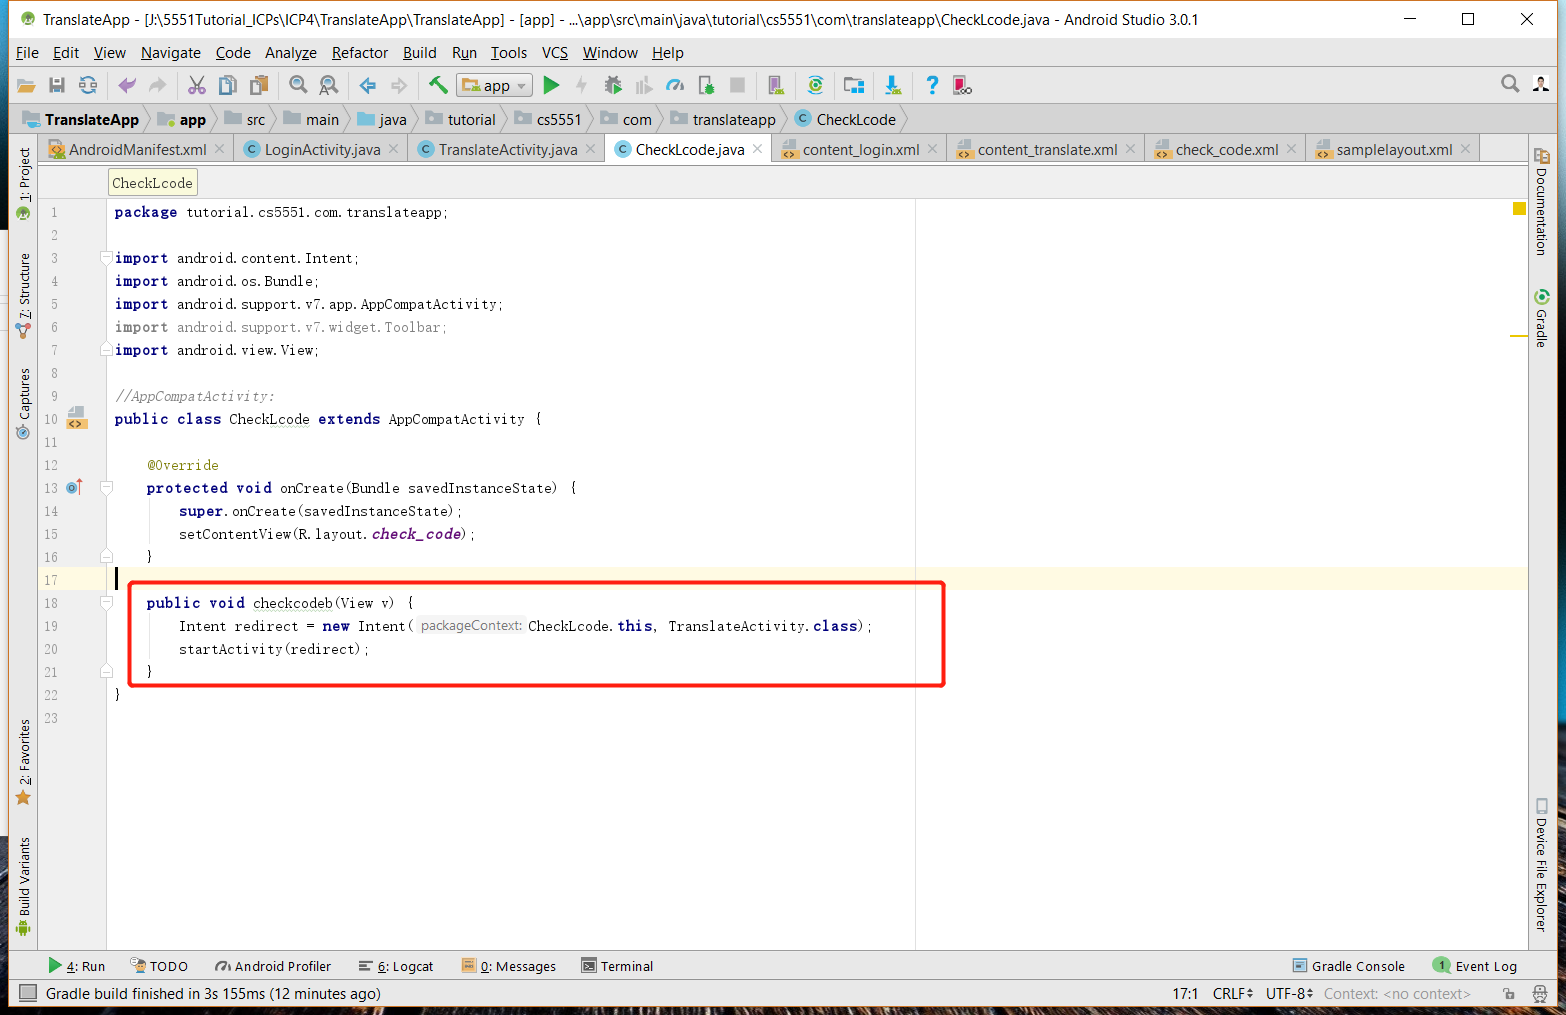 TranslateApp - [J:\5551Tutorial_ICPs\ICP4\TranslateApp\TranslateApp] - [app] - ...\app\src\main\java\tutorial\cs5551\com\translateapp\CheckLcode.java - Android Studio 3.0.1
File Edit View Navigate Code Analyze Refactor Build Run Tools VCS Window Help
app
TranslateApp app src main java tutorial cs5551 com translateapp CheckLcode
AndroidManifest.xml LoginActivity.java TranslateActivity.java CheckLcode.java content_login.xml content_translate.xml check_code.xml samplelayout.xml
1: Project
7: Structure
Captures
2: Favorites
Build Variants
CheckLcode
1 package tutorial.cs5551.com.translateapp;
2
3 import android.content.Intent;
4 import android.os.Bundle;
5 import android.support.v7.app.AppCompatActivity;
6 import android.support.v7.widget.Toolbar;
7 import android.view.View;
8
9 //AppCompatActivity:
10 public class CheckLcode extends AppCompatActivity {
11
12 @Override
13 protected void onCreate(Bundle savedInstanceState) {
14 super.onCreate(savedInstanceState);
15 setContentView(R.layout.check_code);
16 }
17
18 public void checkcodeb(View v) {
19 Intent redirect = new Intent( packageContext: CheckLcode.this, TranslateActivity.class);
20 startActivity(redirect);
21 }
22 }
23
Documentation
Gradle
Device File Explorer
4: Run TODO Android Profiler 6: Logcat 0: Messages Terminal Gradle Console 1 Event Log
Gradle build finished in 3s 155ms (12 minutes ago) 17:1 CRLF UTF-8 Context: <no context>